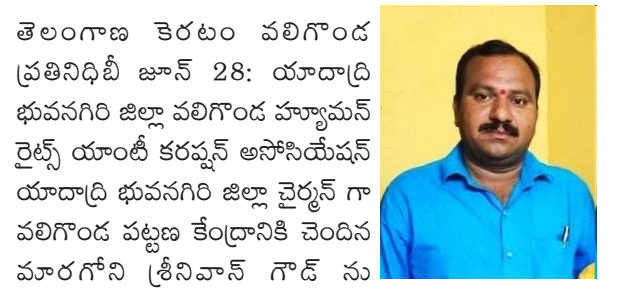 తెలంగాణ కెరటం వలిగొండ
ప్రతినిధిబీ జూన్ 28: యాదాద్రి
భువనగిరి జిల్లా వలిగొండ హ్యూమన్
రైట్స్ యాంటీ కరప్షన్ అసోసియేషన్
యాదాద్రి భువనగిరి జిల్లా చైర్మన్ గా
వలిగొండ పట్టణ కేంద్రానికి చెందిన
మారగోని శ్రీనివాస్ గౌడ్ ను